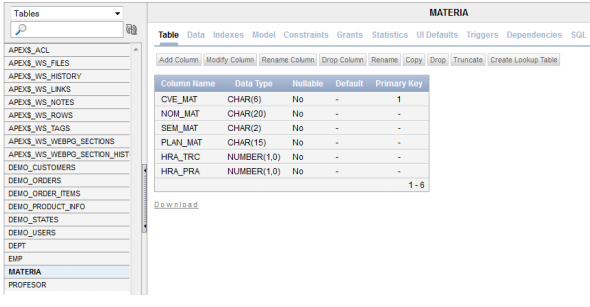 Tables
MATERIA
Table Data Indexes Model Constraints Grants Statistics UI Defaults Triggers Dependencies SQL
Add Column Modify Column Rename Column Drop Column Rename Copy Drop Truncate Create Lookup Table
Column Name Data Type Nullable Default Primary Key
CVE_MAT CHAR(6) No - 1
NOM_MAT CHAR(20) No - -
SEM_MAT CHAR(2) No - -
PLAN_MAT CHAR(15) No - -
HRA_TRC NUMBER(1,0) No - -
HRA_PRA NUMBER(1,0) No - -
1 - 6
Download
APEX$_ACL
APEX$_WS_FILES
APEX$_WS_HISTORY
APEX$_WS_LINKS
APEX$_WS_NOTES
APEX$_WS_ROWS
APEX$_WS_TAGS
APEX$_WS_WEBPG_SECTIONS
APEX$_WS_WEBPG_SECTION_HIST
DEMO_CUSTOMERS
DEMO_ORDERS
DEMO_ORDER_ITEMS
DEMO_PRODUCT_INFO
DEMO_STATES
DEMO_USERS
DEPT
EMP
MATERIA
PROFESOR